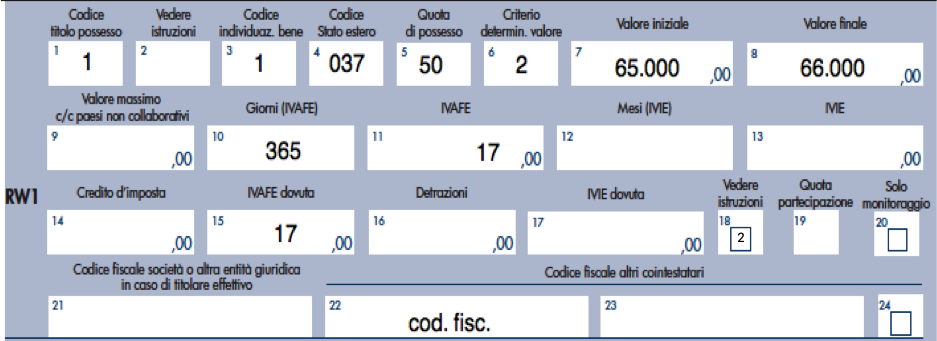 Codice titolo possesso Vedere istruzioni Codice individuaz. bene Codice Stato estero Quota di possesso Criterio determin. valore Valore iniziale Valore finale
1 1 2 3 1 4 037 5 50 6 2 7 65.000 ,00 8 66.000 ,00
Valore massimo c/c paesi non collaborativi Giorni (IVAFE) IVAFE Mesi (IVIE) IVIE
9 ,00 10 365 11 17 ,00 12 13 ,00
RW1 Credito d'imposta IVAFE dovuta Detrazioni IVIE dovuta Vedere istruzioni Quota partecipazione Solo monitoraggio
14 ,00 15 17 ,00 16 ,00 17 ,00 18 2 19 20
Codice fiscale società o altra entità giuridica in caso di titolare effettivo Codice fiscale altri cointestatari
21 22 cod. fisc. 23 24